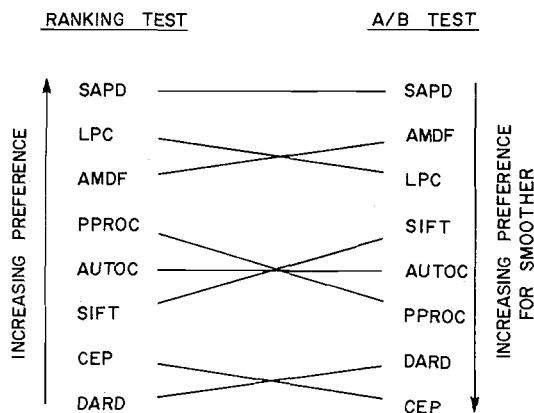 RANKING TEST
A/B TEST
INCREASING PREFERENCE
SAPD
LPC
AMDF
PPROC
AUTOC
SIFT
CEP
DARD
SAPD
AMDF
LPC
SIFT
AUTOC
PPROC
DARD
CEP
INCREASING PREFERENCE
FOR SMOOTHER